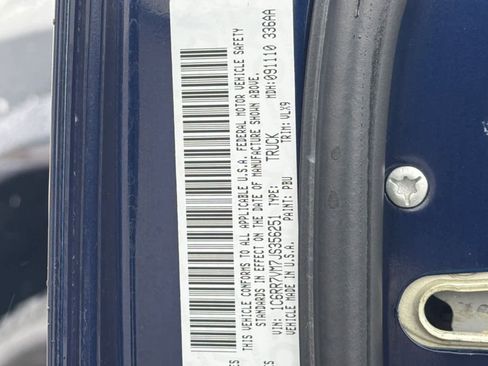 THIS VEHICLE CONFORMS TO ALL APPLICABLE U.S.A. FEDERAL MOTOR VEHICLE SAFETY
STANDARDS IN EFFECT ON THE DATE OF MANUFACTURE SHOWN ABOVE.
1C6RR7VM7JS356251 TYPE: TRUCK MDH:091110 336AA
VEHICLE MADE IN U.S.A. PAINT: PBU TRIM: VLX9